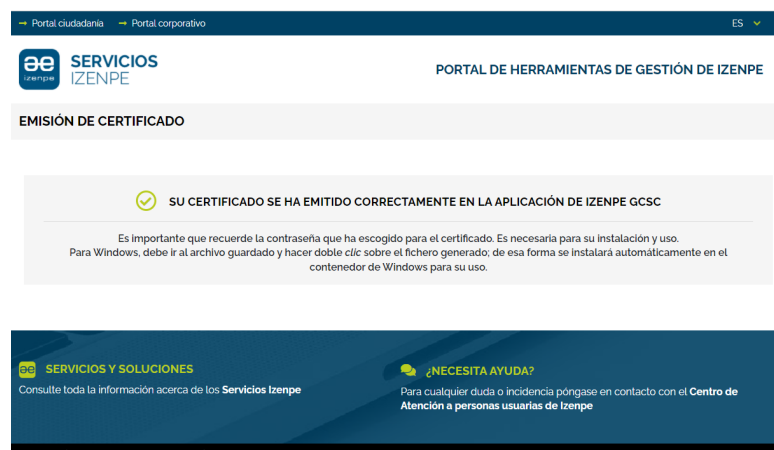 → Portal ciudadanía → Portal corporativo ES
ae izenpe SERVICIOS IZENPE
PORTAL DE HERRAMIENTAS DE GESTIÓN DE IZENPE
EMISIÓN DE CERTIFICADO
SU CERTIFICADO SE HA EMITIDO CORRECTAMENTE EN LA APLICACIÓN DE IZENPE GCSC
Es importante que recuerde la contraseña que ha escogido para el certificado. Es necesaria para su instalación y uso.
Para Windows, debe ir al archivo guardado y hacer doble clic sobre el fichero generado; de esa forma se instalará automáticamente en el
contenedor de Windows para su uso.
ae SERVICIOS Y SOLUCIONES
Consulte toda la información acerca de los Servicios Izenpe
¿NECESITA AYUDA?
Para cualquier duda o incidencia póngase en contacto con el Centro de
Atención a personas usuarias de Izenpe